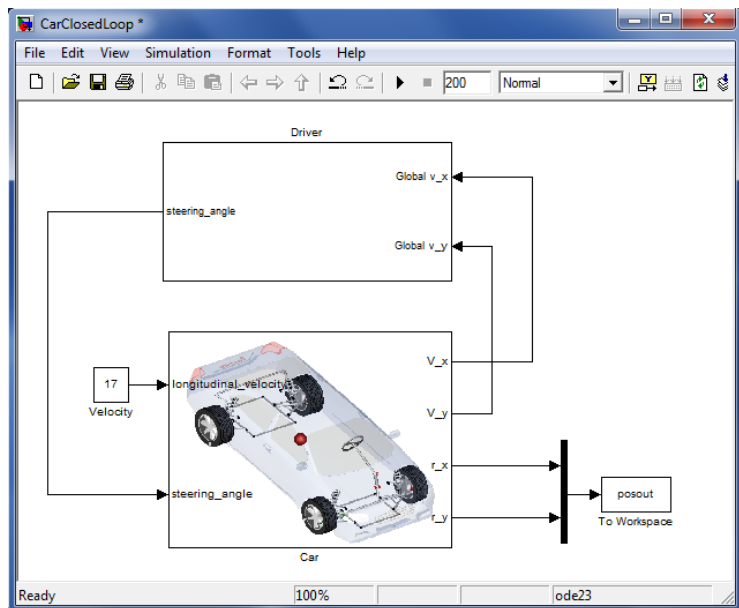 CarClosedLoop *
File Edit View Simulation Format Tools Help
200 Normal
Driver
Global v_x
steering_angle
Global v_y
V_x
17
longitudinal_velocity
Velocity
V_y
r_x
posout
steering_angle
r_y
To Workspace
Car
Ready 100% ode23